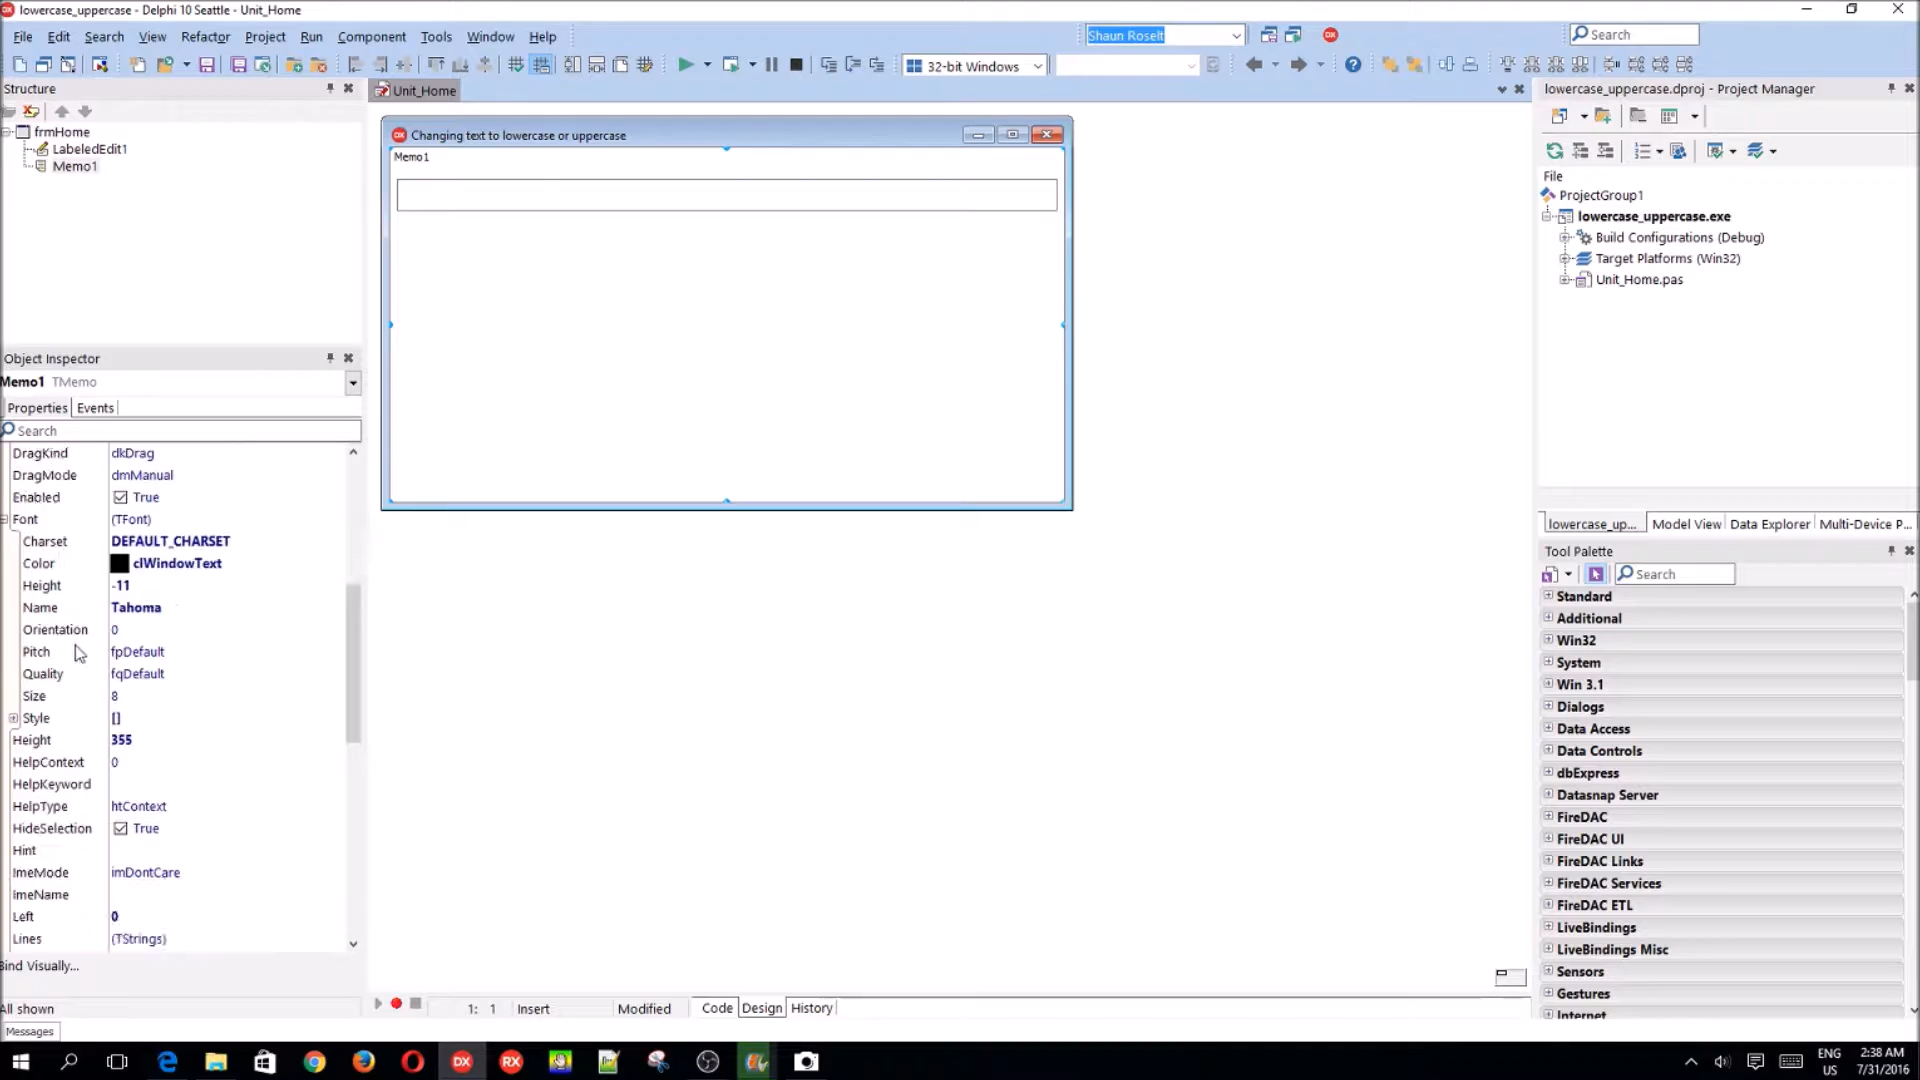 lowercase_uppercase - Delphi 10 Seattle - Unit_Home
File Edit Search View Refactor Project Run Component Tools Window Help
Shaun Roselt
Search
32-bit Windows
Structure
frmHome
LabeledEdit1
Memo1
Object Inspector
Memo1 TMemo
Properties Events
Search
DragKind dkDrag
DragMode dmManual
Enabled True
Font (TFont)
Charset DEFAULT_CHARSET
Color clWindowText
Height -11
Name Tahoma
Orientation 0
Pitch fpDefault
Quality fqDefault
Size 8
Style []
Height 355
HelpContext 0
HelpKeyword
HelpType htContext
HideSelection True
Hint
ImeMode imDontCare
ImeName
Left 0
Lines (TStrings)
Bind Visually...
All shown
Messages
Unit_Home
Changing text to lowercase or uppercase
Memo1
1: 1 Insert Modified Code Design History
lowercase_uppercase.dproj - Project Manager
File
ProjectGroup1
lowercase_uppercase.exe
Build Configurations (Debug)
Target Platforms (Win32)
Unit_Home.pas
lowercase_up... Model View Data Explorer Multi-Device P...
Tool Palette
Search
Standard
Additional
Win32
System
Win 3.1
Dialogs
Data Access
Data Controls
dbExpress
Datasnap Server
FireDAC
FireDAC UI
FireDAC Links
FireDAC Services
FireDAC ETL
LiveBindings
LiveBindings Misc
Sensors
Gestures
Internet
DX RX
ENG
US
2:38 AM
7/31/2016